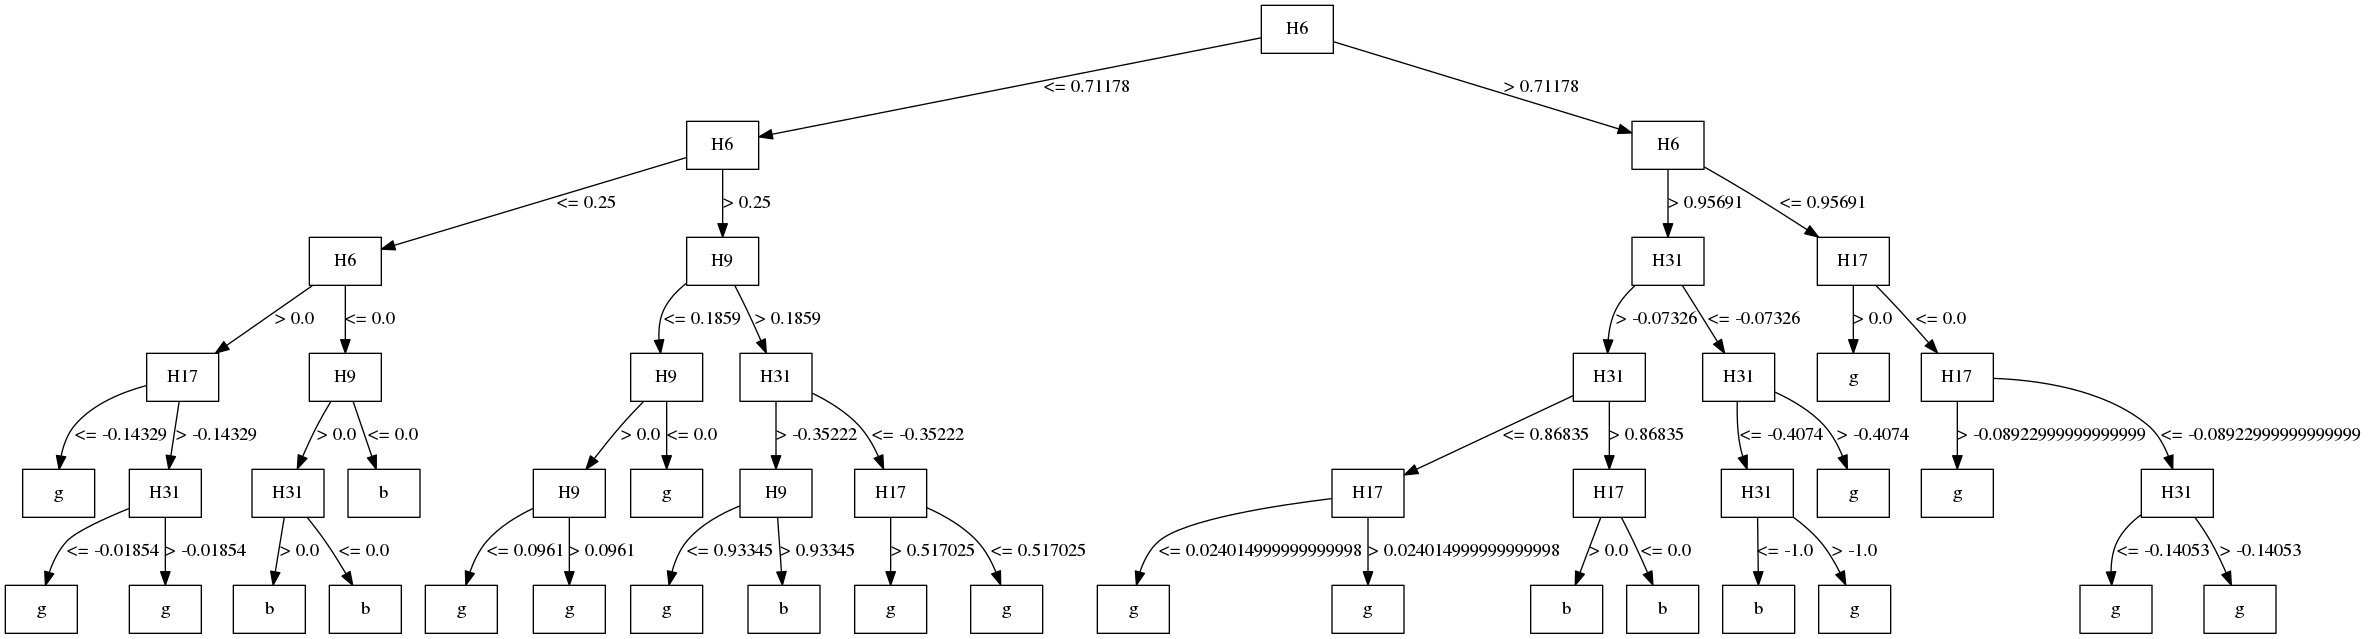 H6
<= 0.71178 > 0.71178
H6 H6
<= 0.25 > 0.25 > 0.95691 <= 0.95691
H6 H9 H31 H17
> 0.0 <= 0.0 <= 0.1859 > 0.1859 > -0.07326 <= -0.07326 > 0.0 <= 0.0
H17 H9 H9 H31 H31 H31 g H17
<= -0.14329 > -0.14329 > 0.0 <= 0.0 > 0.0 <= 0.0 > -0.35222 <= -0.35222 <= 0.86835 > 0.86835 <= -0.4074 > -0.4074 > -0.08922999999999999 <= -0.08922999999999999
g H31 H31 b H9 g H9 H17 H17 H17 H31 g g H31
<= -0.01854 > -0.01854 > 0.0 <= 0.0 <= 0.0961 > 0.0961 <= 0.93345 > 0.93345 > 0.517025 <= 0.517025 <= 0.024014999999999998 > 0.024014999999999998 > 0.0 <= 0.0 <= -1.0 > -1.0 <= -0.14053 > -0.14053
g g b b g g g b g g g g b b b g g g